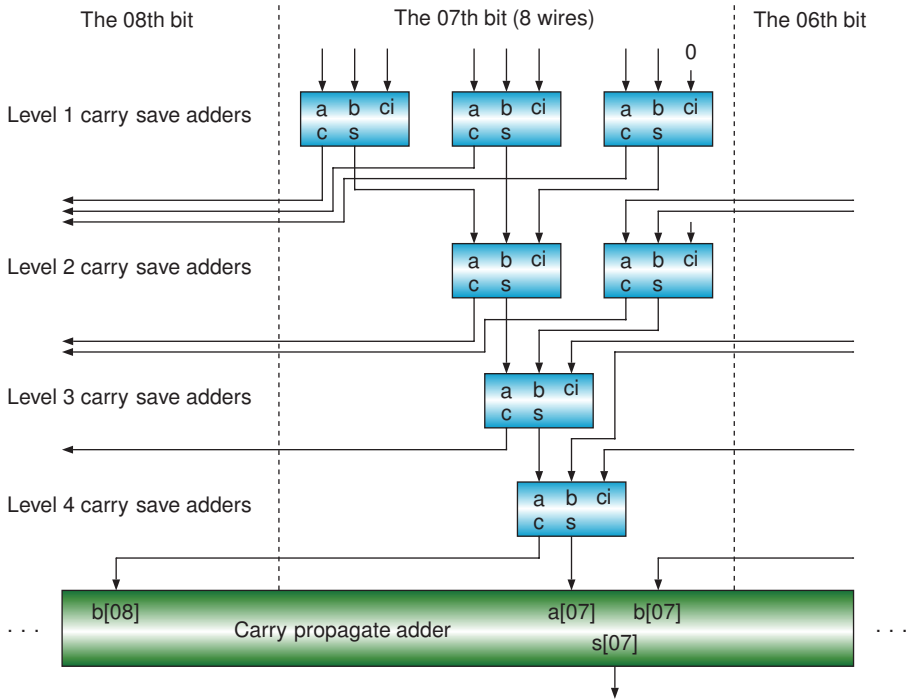 The 08th bit
The 07th bit (8 wires)
The 06th bit
0
Level 1 carry save adders
a b ci
c s
a b ci
c s
a b ci
c s
Level 2 carry save adders
a b ci
c s
a b ci
c s
Level 3 carry save adders
a b ci
c s
Level 4 carry save adders
a b ci
c s
b[08]
a[07]
b[07]
. . .
Carry propagate adder
. . .
s[07]